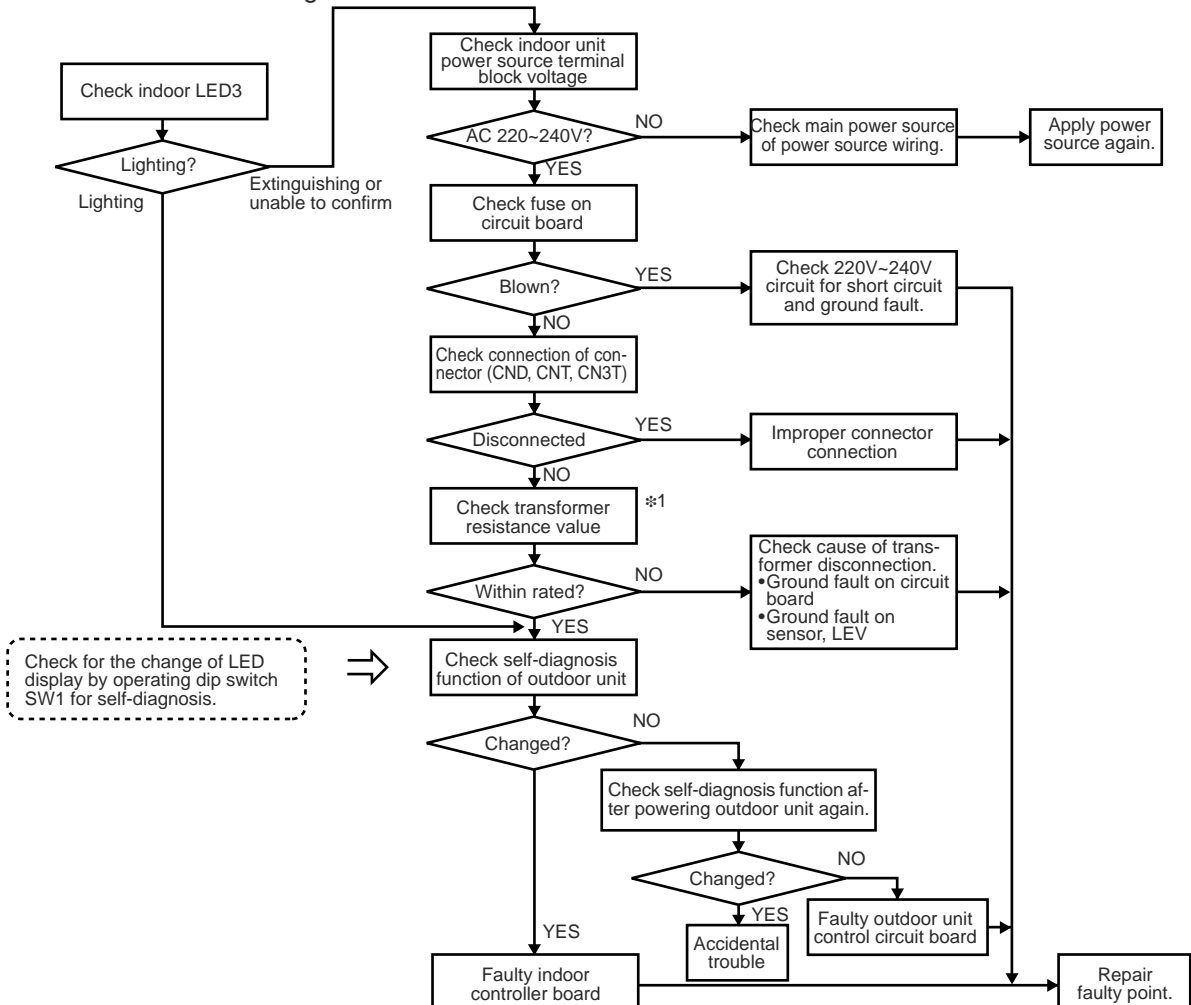 Check indoor unit
power source terminal
block voltage
Check indoor LED3
AC 220~240V?
NO
Check main power source
of power source wiring.
Apply power
source again.
Lighting?
YES
Extinguishing or
unable to confirm
Lighting
Check fuse on
circuit board
Blown?
YES
Check 220V~240V
circuit for short circuit
and ground fault.
NO
Check connection of con-
nector (CND, CNT, CN3T)
Disconnected
YES
Improper connector
connection
NO
Check transformer
resistance value
✻1
Within rated?
NO
Check cause of trans-
former disconnection.
•Ground fault on circuit
board
•Ground fault on
sensor, LEV
YES
Check for the change of LED
display by operating dip switch
SW1 for self-diagnosis.
Check self-diagnosis
function of outdoor unit
Changed?
NO
Check self-diagnosis function af-
ter powering outdoor unit again.
Changed?
NO
YES
Faulty outdoor unit
control circuit board
YES
Accidental
trouble
Faulty indoor
controller board
Repair
faulty point.